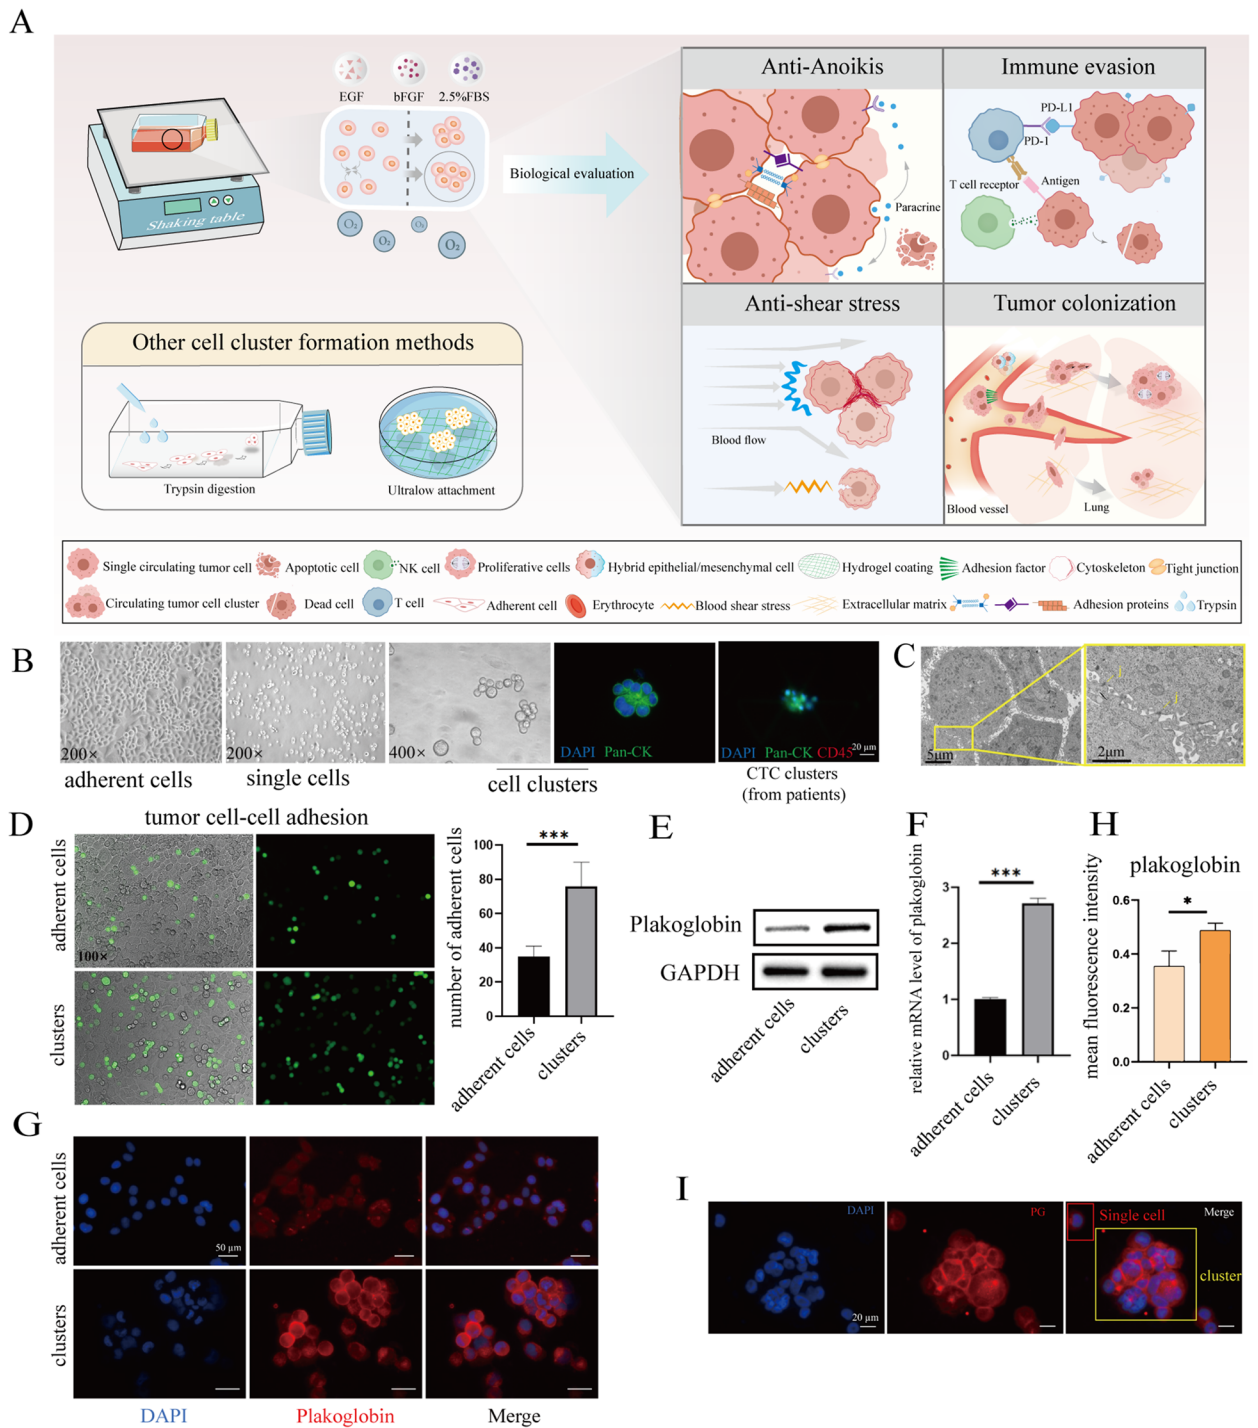 A
EGF
bFGF
2.5%FBS
Shaking table
O₂
O₂
O₂
O₂
Biological evaluation
Anti-Anoikis
Paracrine
Immune evasion
PD-L1
PD-1
T cell receptor
Antigen
Anti-shear stress
Blood flow
Tumor colonization
Blood vessel
Lung
Other cell cluster formation methods
Trypsin digestion
Ultralow attachment
Single circulating tumor cell
Apoptotic cell
NK cell
Proliferative cells
Hybrid epithelial/mesenchymal cell
Hydrogel coating
Adhesion factor
Cytoskeleton
Tight junction
Circulating tumor cell cluster
Dead cell
T cell
Adherent cell
Erythrocyte
Blood shear stress
Extracellular matrix
Adhesion proteins
Trypsin
B
200×
adherent cells
200×
single cells
400×
DAPI Pan-CK
cell clusters
DAPI Pan-CK CD45
20 µm
CTC clusters
(from patients)
C
5µm
2µm
D
tumor cell-cell adhesion
adherent cells
100×
clusters
number of adherent cells
100
80
60
40
20
0
***
adherent cells
clusters
E
Plakoglobin
GAPDH
adherent cells
clusters
F
relative mRNA level of plakoglobin
3
2
1
0
***
adherent cells
clusters
H
plakoglobin
mean fluorescence intensity
0.6
0.4
0.2
0.0
*
adherent cells
clusters
G
adherent cells
50 µm
clusters
DAPI
Plakoglobin
Merge
I
DAPI
20 µm
PG
Single cell
Merge
cluster